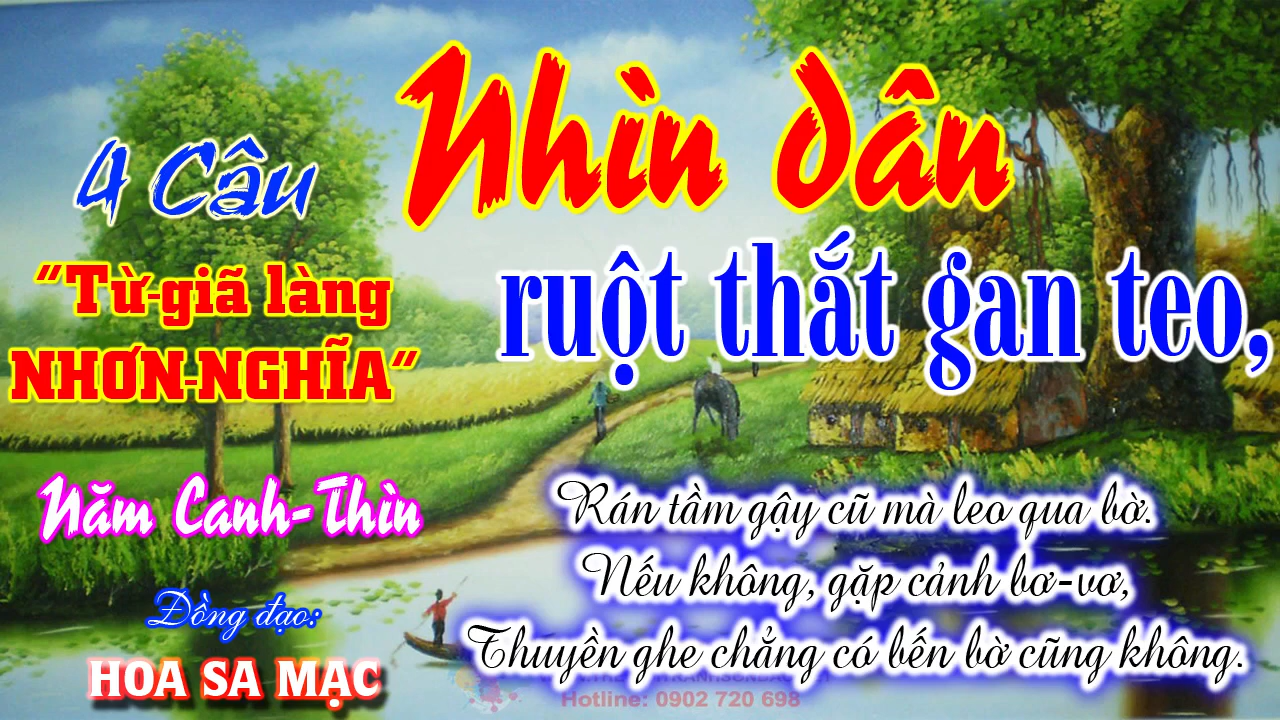 4 Câu
"Từ-giã làng
NHƠN-NGHĨA"
Năm Canh-Thìn
Đồng đạo:
HOA SA MẠC
Nhìn dân
ruột thắt gan teo,
Rán tầm gậy cũ mà leo qua bờ.
Nếu không, gặp cảnh bơ-vơ,
Thuyền ghe chẳng có bến bờ cũng không.
Hotline: 0902 720 698